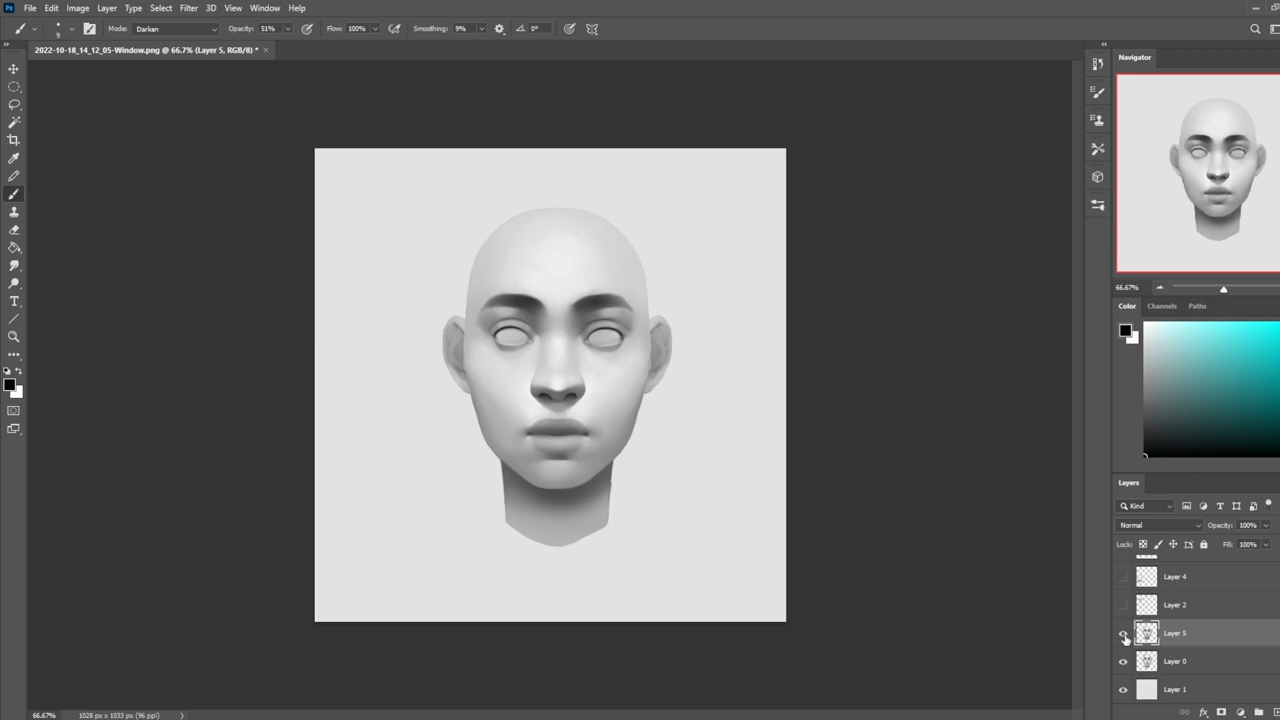 Ps File Edit Image Layer Type Select Filter 3D View Window Help
9 Mode: Darken Opacity: 51% Flow: 100% Smoothing: 9% 0°
2022-10-18_14_12_05-Window.png @ 66.7% (Layer 5, RGB/8) * ×
Navigator
66.67%
Color Channels Paths
Layers
Kind
Normal Opacity: 100%
Lock: Fill: 100%
Layer 4
Layer 2
Layer 5
Layer 0
Layer 1
66.67% 1028 px x 1033 px (96 ppi)